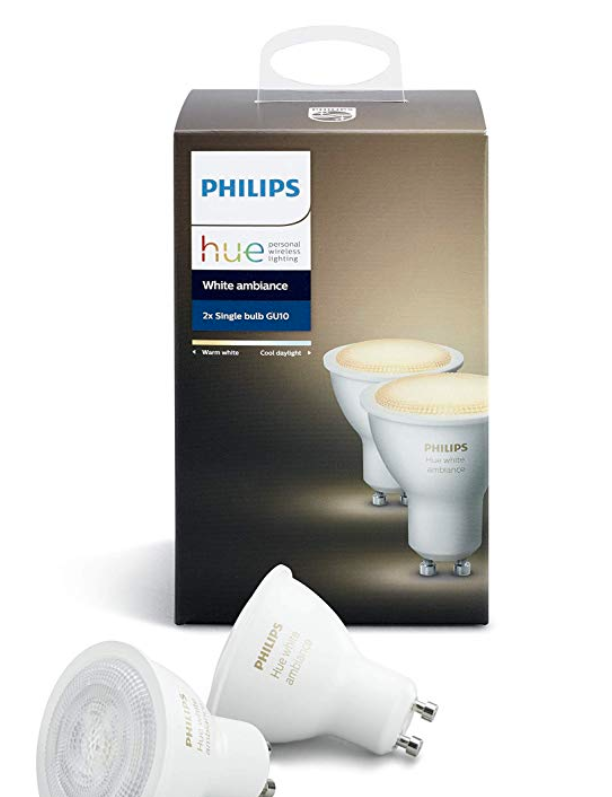 PHILIPS
PHILIPS
hue personal
wireless
lighting
White ambiance
2x Single bulb GU10
Warm white Cool daylight
PHILIPS
Hue white
ambiance
PHILIPS
Hue white
ambiance
PHILIPS
Hue white
ambiance